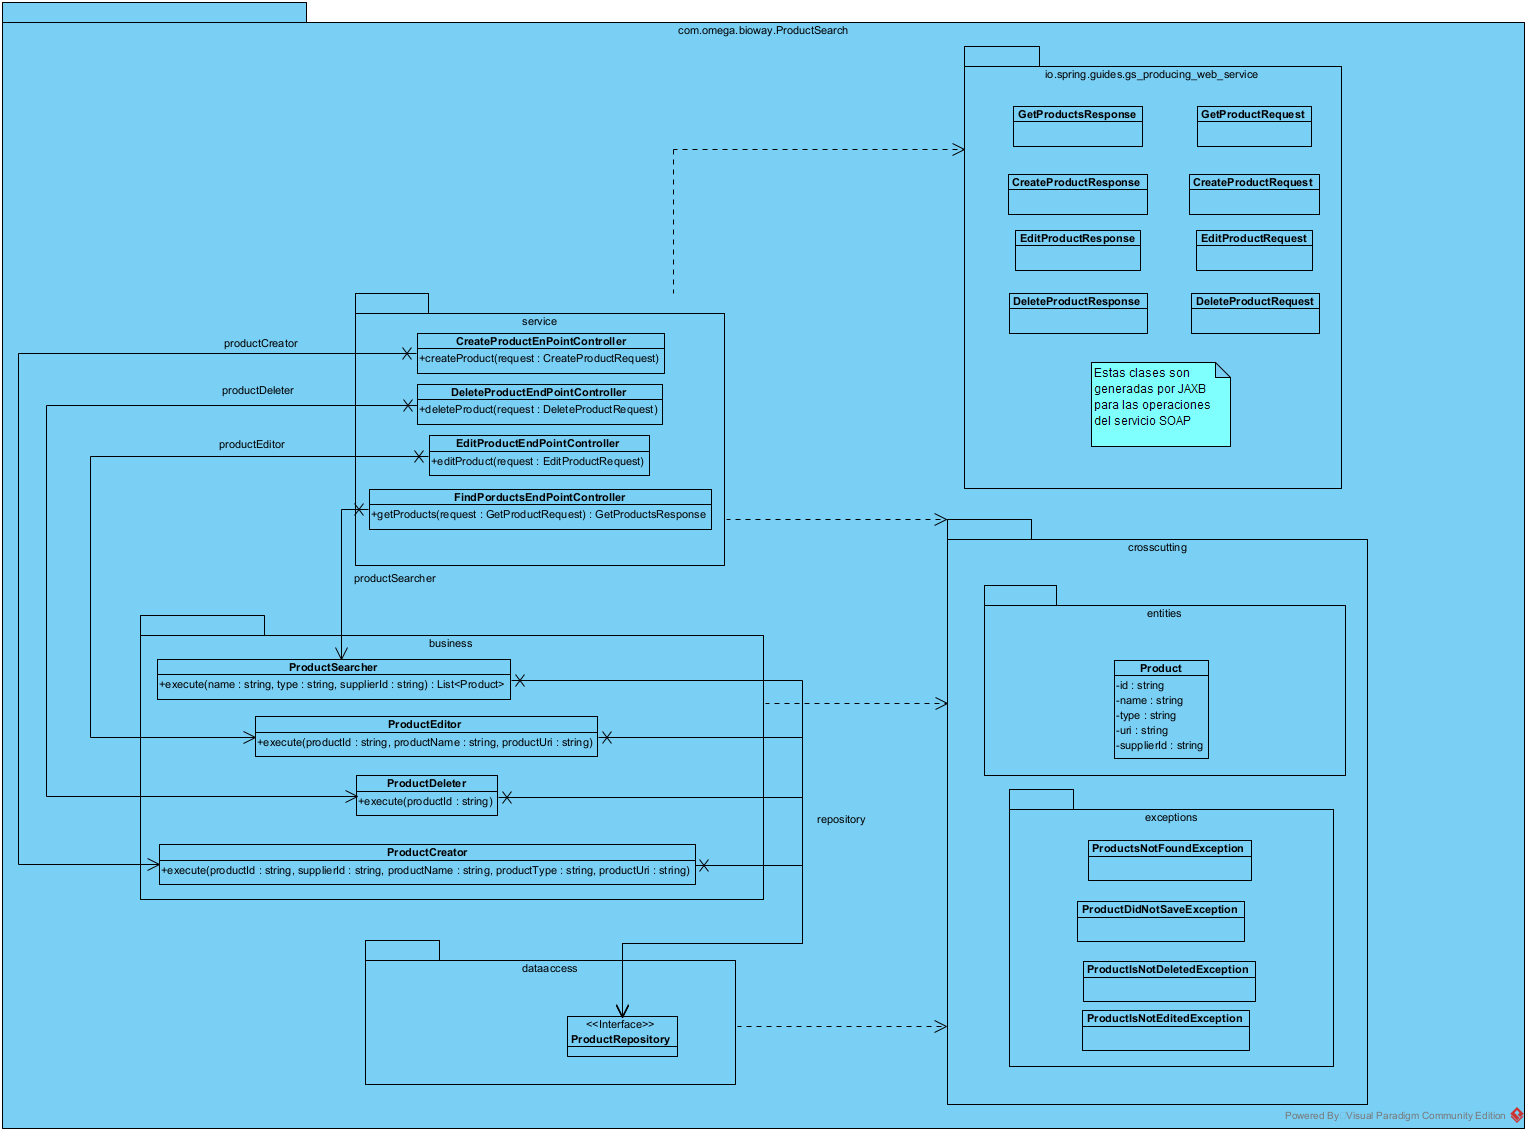 com.omega.bioway.ProductSearch
io.spring.guides.gs_producing_web_service
GetProductsResponse
GetProductRequest
CreateProductResponse
CreateProductRequest
EditProductResponse
EditProductRequest
DeleteProductResponse
DeleteProductRequest
Estas clases son
generadas por JAXB
para las operaciones
del servicio SOAP
service
CreateProductEnPointController
+createProduct(request : CreateProductRequest)
DeleteProductEndPointController
+deleteProduct(request : DeleteProductRequest)
EditProductEndPointController
+editProduct(request : EditProductRequest)
FindPorductsEndPointController
+getProducts(request : GetProductRequest) : GetProductsResponse
productCreator
productDeleter
productEditor
productSearcher
business
ProductSearcher
+execute(name : string, type : string, supplierId : string) : List<Product>
ProductEditor
+execute(productId : string, productName : string, productUri : string)
ProductDeleter
+execute(productId : string)
ProductCreator
+execute(productId : string, supplierId : string, productName : string, productType : string, productUri : string)
repository
dataaccess
<<Interface>>
ProductRepository
crosscutting
entities
Product
-id : string
-name : string
-type : string
-uri : string
-supplierId : string
exceptions
ProductsNotFoundException
ProductDidNotSaveException
ProductIsNotDeletedException
ProductIsNotEditedException
Powered By Visual Paradigm Community Edition